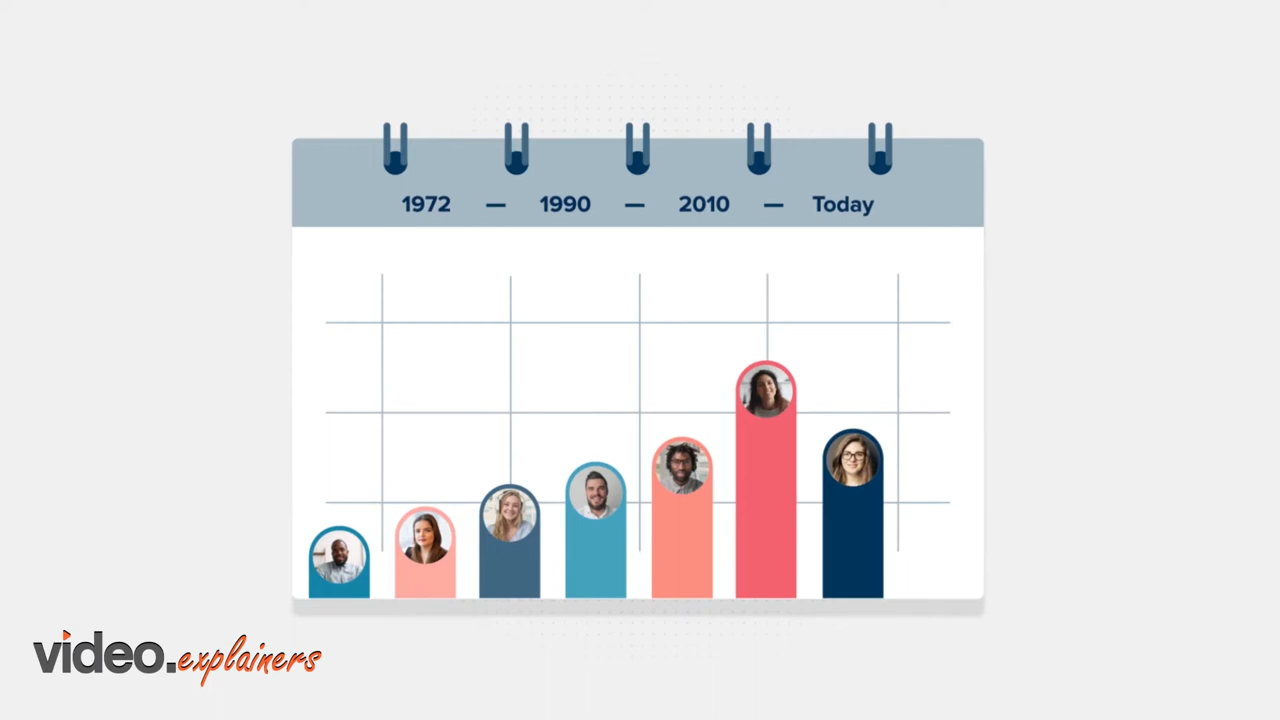 1972 — 1990 — 2010 — Today
video.explainers